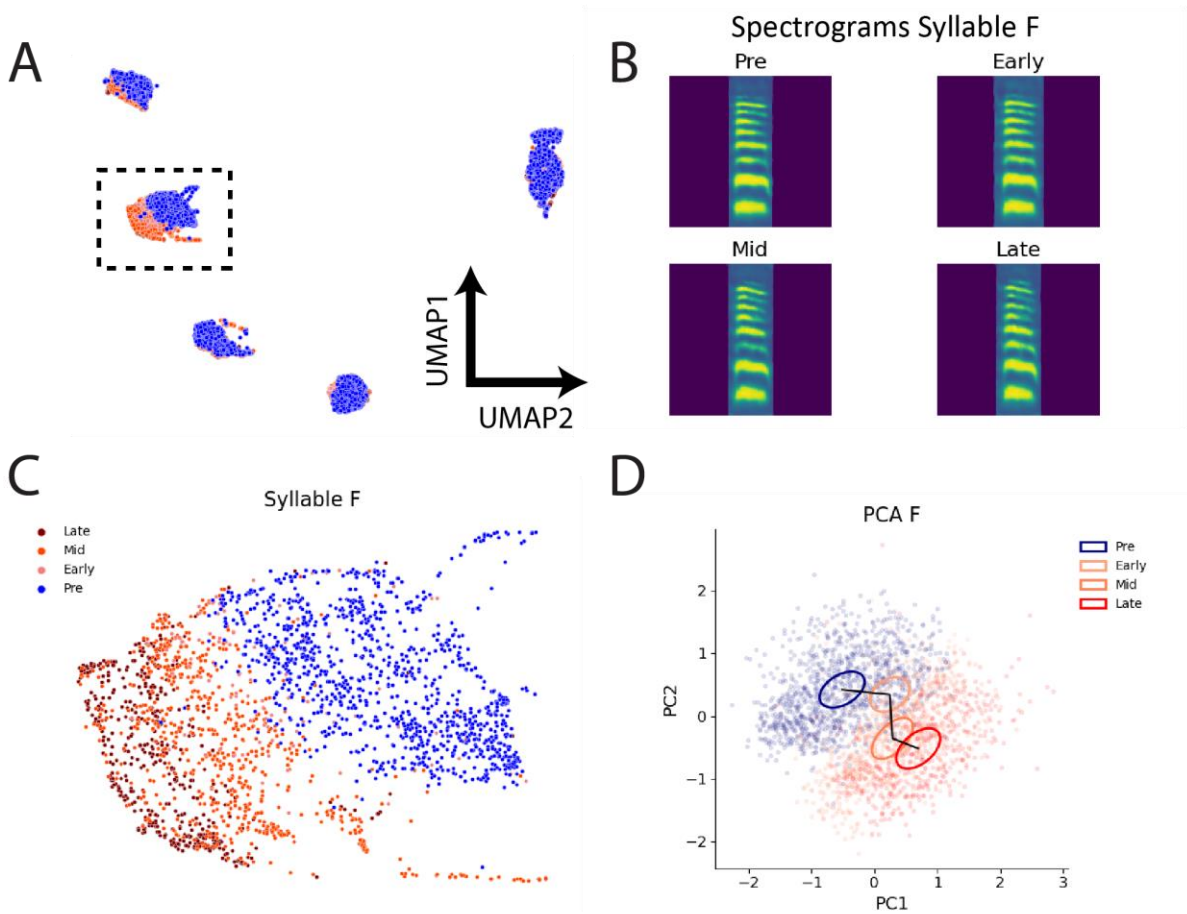 A
UMAP1
UMAP2
B
Spectrograms Syllable F
Pre
Early
Mid
Late
C
Syllable F
Late
Mid
Early
Pre
D
PCA F
Pre
Early
Mid
Late
PC2
2
1
0
−1
−2
−2
−1
0
1
2
3
PC1